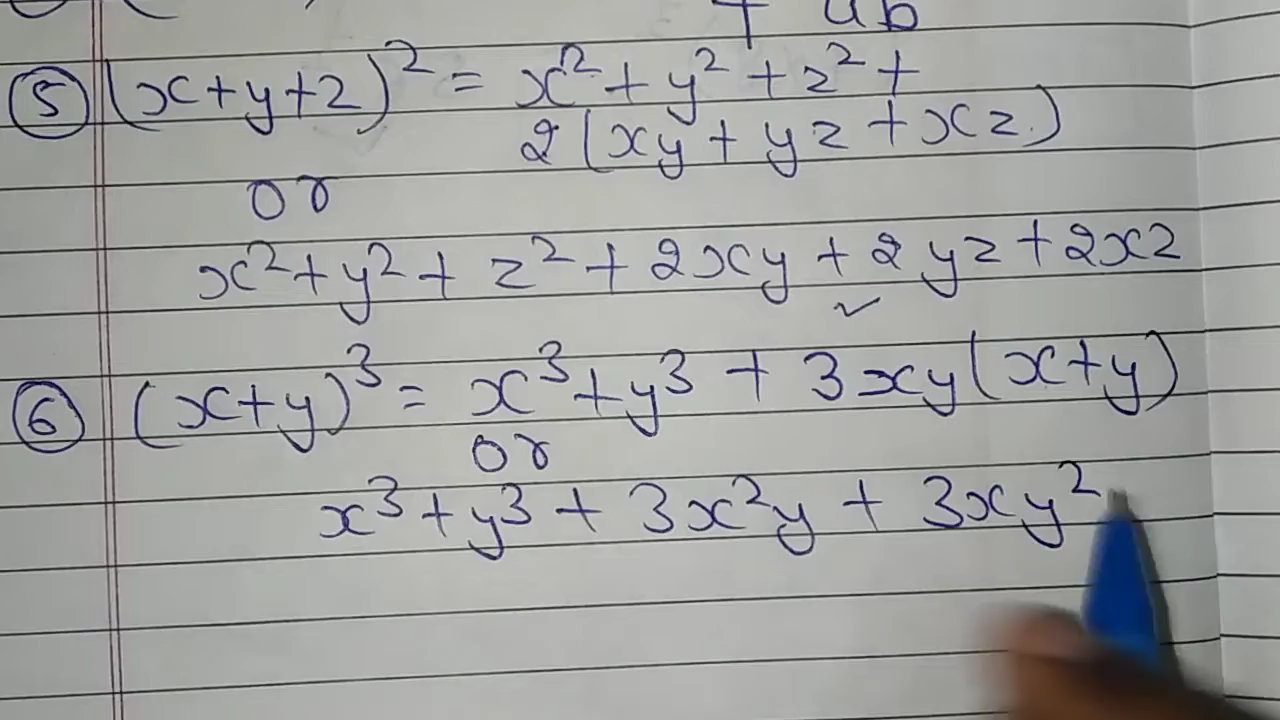 + ab
⑤ (x+y+z)² = x² + y² + z² +
2(xy + yz + xz)
or
x² + y² + z² + 2xy + 2yz + 2xz
⑥ (x+y)³ = x³ + y³ + 3xy(x+y)
or
x³ + y³ + 3x²y + 3xy²